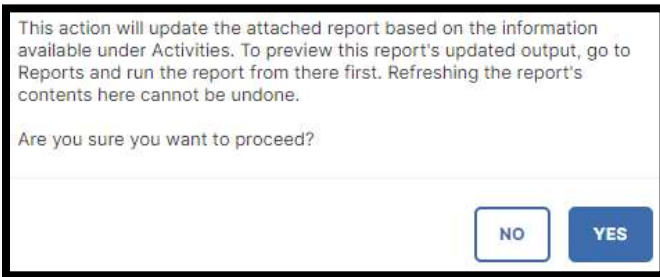 This action will update the attached report based on the information
available under Activities. To preview this report's updated output, go to
Reports and run the report from there first. Refreshing the report's
contents here cannot be undone.
Are you sure you want to proceed?
NO
YES